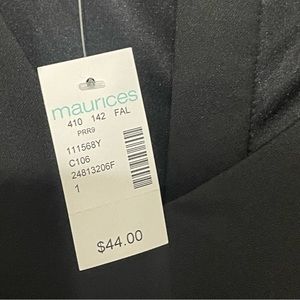 maurices
410 142 FAL
PRR9
111568Y
C106
24813206F
1
$44.00